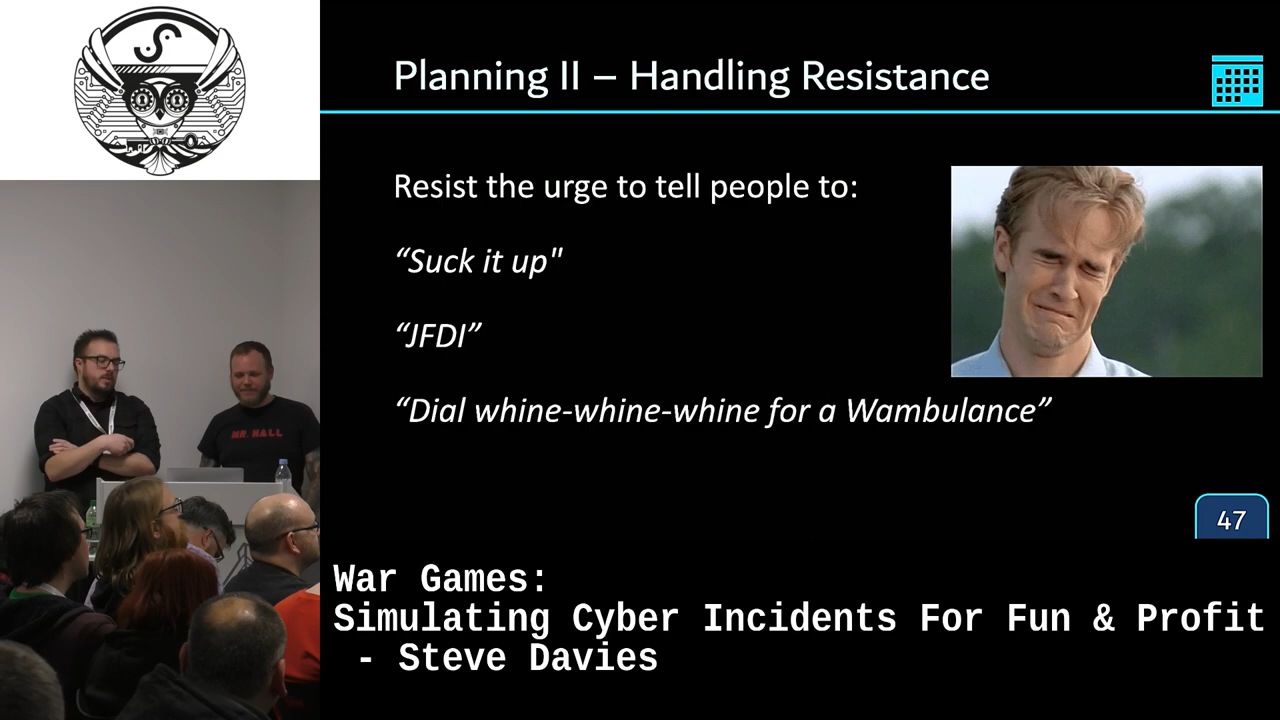 Planning II – Handling Resistance
Resist the urge to tell people to:
“Suck it up"
“JFDI”
“Dial whine-whine-whine for a Wambulance”
47
MR. HALL
War Games:
Simulating Cyber Incidents For Fun & Profit
- Steve Davies